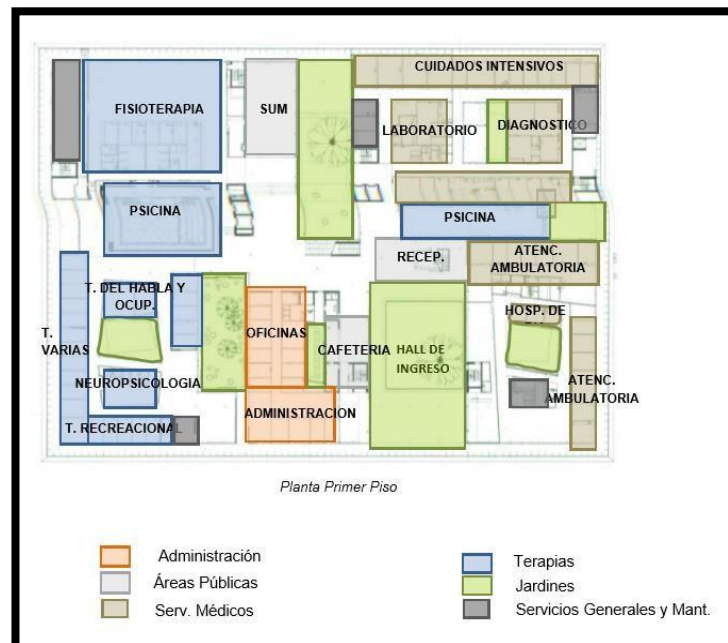 CUIDADOS INTENSIVOS
FISIOTERAPIA
SUM
LABORATORIO
DIAGNOSTICO
PSICINA
PSICINA
RECEP.
ATENC.
AMBULATORIA
T. DEL HABLA Y
OCUP.
HOSP. DE
T.
VARIAS
OFICINAS
CAFETERIA
HALL DE
INGRESO
NEUROPSICOLOGIA
ATENC.
AMBULATORIA
T. RECREACIONAL
ADMINISTRACION
Planta Primer Piso
Administración
Áreas Públicas
Serv. Médicos
Terapias
Jardines
Servicios Generales y Mant.